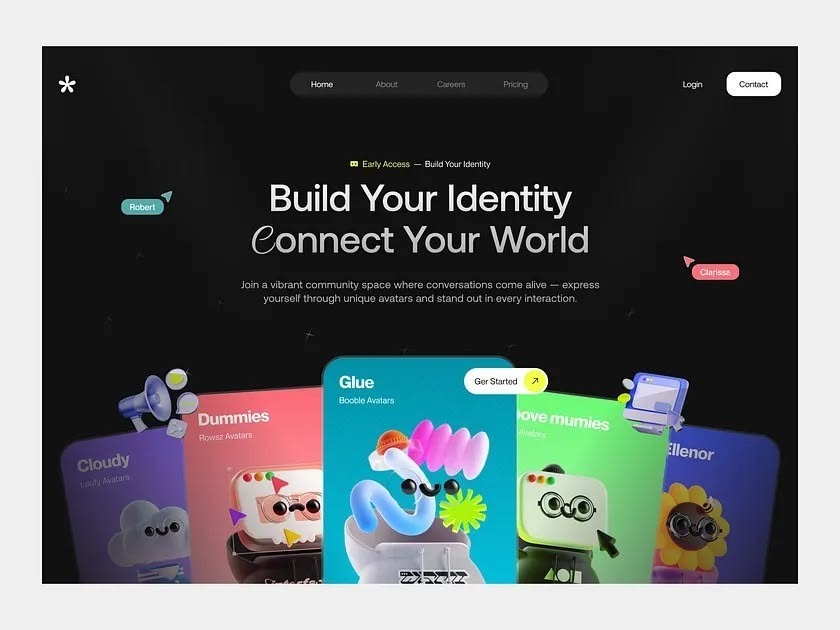 Home
About
Careers
Pricing
Login
Contact
Early Access — Build Your Identity
Build Your Identity
Connect Your World
Robert
Clarissa
Join a vibrant community space where conversations come alive — express
yourself through unique avatars and stand out in every interaction.
Glue
Booble Avatars
Ger Started
Dummies
Rowsz Avatars
ove mumies
Avatars
Cloudy
Loufy Avatars
Ellenor